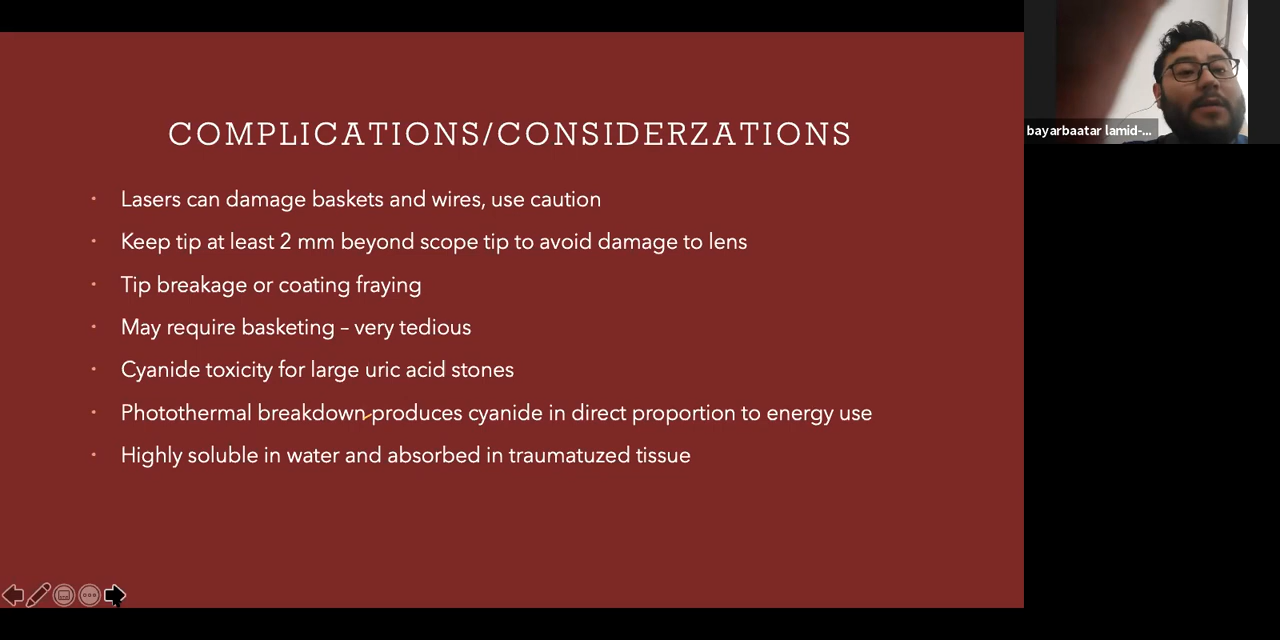 COMPLICATIONS/CONSIDERZATIONS
Lasers can damage baskets and wires, use caution
Keep tip at least 2 mm beyond scope tip to avoid damage to lens
Tip breakage or coating fraying
May require basketing – very tedious
Cyanide toxicity for large uric acid stones
Photothermal breakdown produces cyanide in direct proportion to energy use
Highly soluble in water and absorbed in traumatuzed tissue
bayarbaatar lamid-...